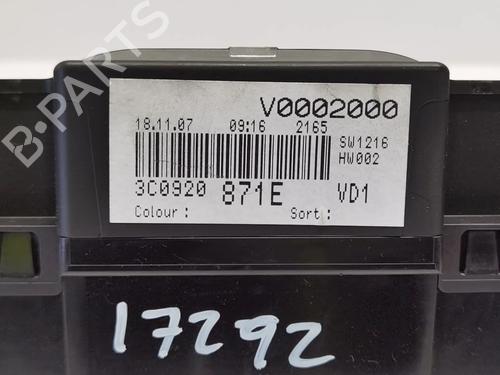 B-PARTS
V0002000
18.11.07 09:16 2165
SW1216
HW002
3C0920 871E VD1
Colour : Sort :
17292